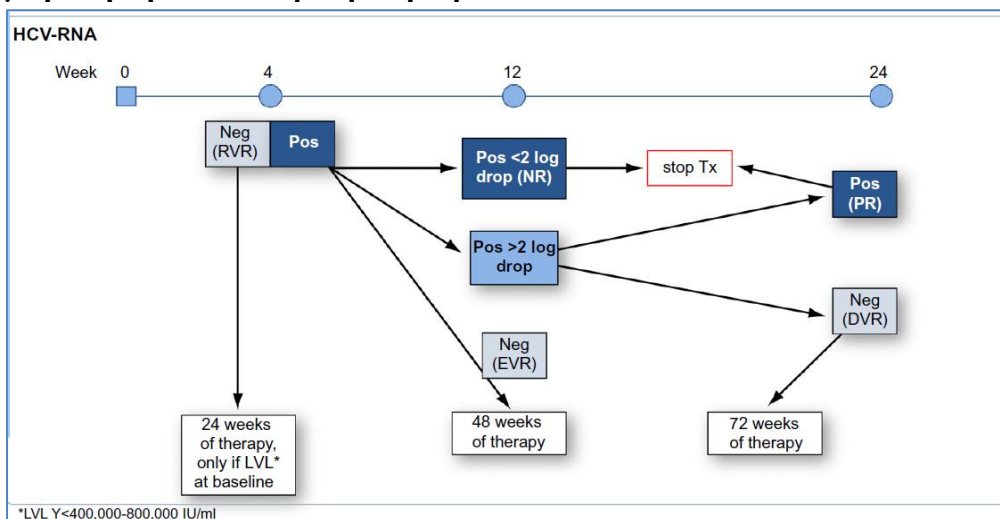 HCV-RNA
Week 0 4 12 24
Neg
(RVR)
Pos
Pos <2 log
drop (NR)
stop Tx
Pos
(PR)
Pos >2 log
drop
Neg
(DVR)
Neg
(EVR)
24 weeks
of therapy,
only if LVL*
at baseline
48 weeks
of therapy
72 weeks
of therapy
*LVL Y<400,000-800,000 IU/ml